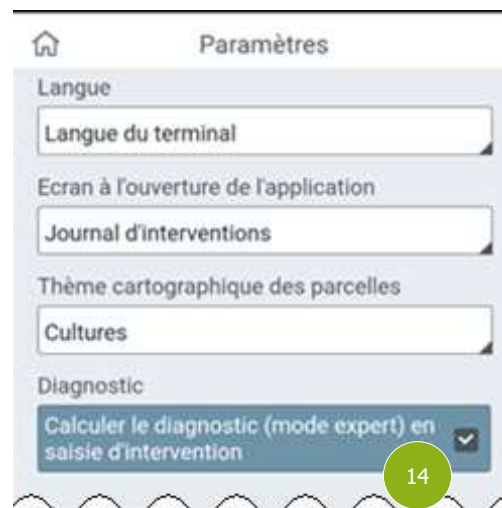 Paramètres
Langue
Langue du terminal
Ecran à l'ouverture de l'application
Journal d'interventions
Thème cartographique des parcelles
Cultures
Diagnostic
Calculer le diagnostic (mode expert) en
saisie d'intervention
14